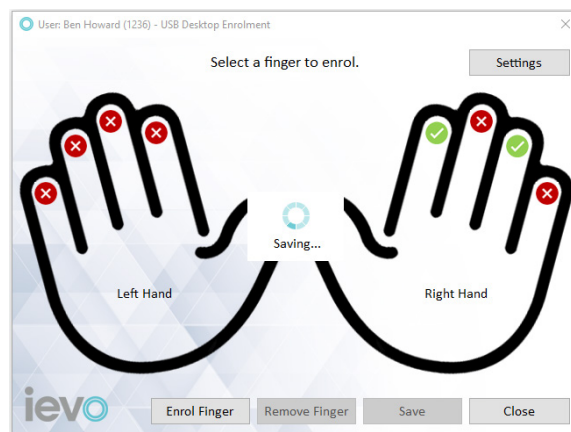 User: Ben Howard (1236) - USB Desktop Enrolment
Select a finger to enrol.
Settings
Saving...
Left Hand
Right Hand
ievo
Enrol Finger
Remove Finger
Save
Close